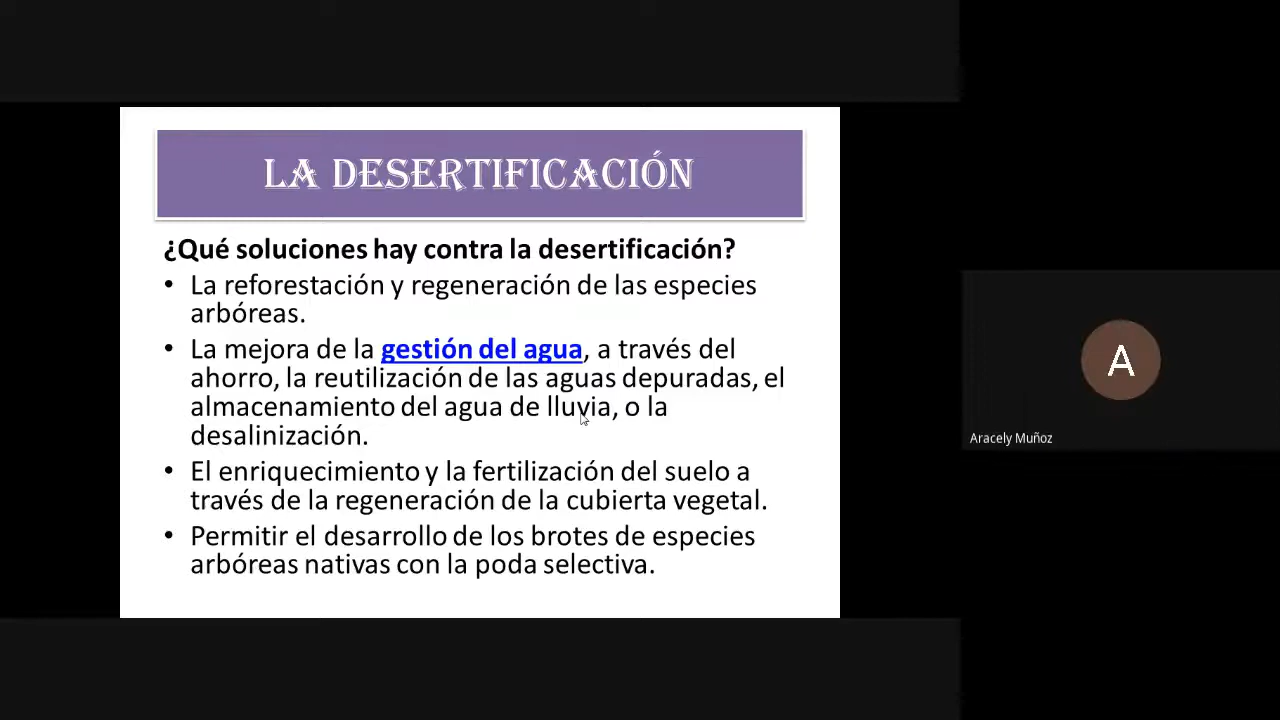 LA DESERTIFICACIÓN
¿Qué soluciones hay contra la desertificación?
• La reforestación y regeneración de las especies
arbóreas.
• La mejora de la gestión del agua, a través del
ahorro, la reutilización de las aguas depuradas, el
almacenamiento del agua de lluvia, o la
desalinización.
• El enriquecimiento y la fertilización del suelo a
través de la regeneración de la cubierta vegetal.
• Permitir el desarrollo de los brotes de especies
arbóreas nativas con la poda selectiva.
A
Aracely Muñoz